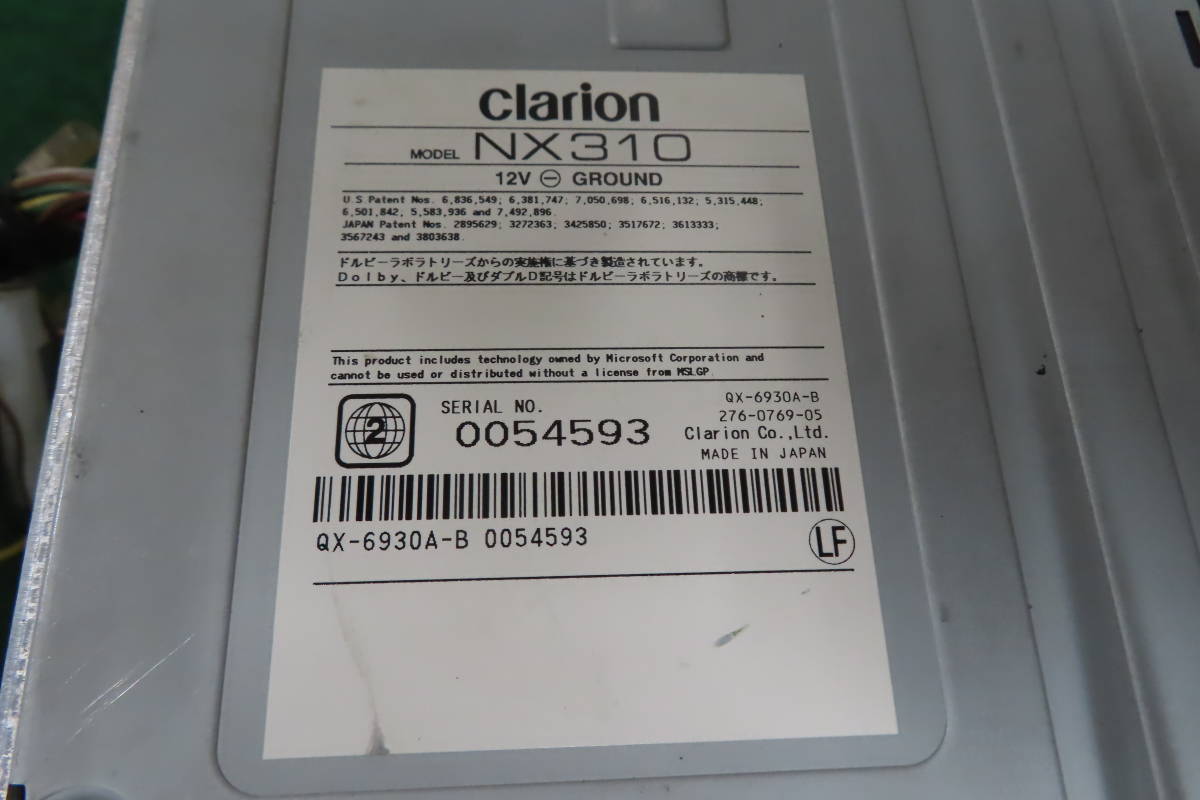 clarion
MODEL NX310
12V ⊖ GROUND
U.S.Patent Nos. 6,836,549; 6,381,747; 7,050,698; 6,516,132; 5,315,448;
6,501,842; 5,583,936 and 7,492,896.
JAPAN Patent Nos. 2895629; 3272363, 3425850; 3517672; 3613333;
3567243 and 3803638.
ドルビーラボラトリーズからの実施権に基づき製造されています。
Dolby、ドルビー及びダブルD記号はドルビーラボラトリーズの商標です。
This product includes technology owned by Microsoft Corporation and
cannot be used or distributed without a license from MSLGP.
2
SERIAL NO.
0054593
QX-6930A-B
276-0769-05
Clarion Co.,Ltd.
MADE IN JAPAN
QX-6930A-B 0054593
LF